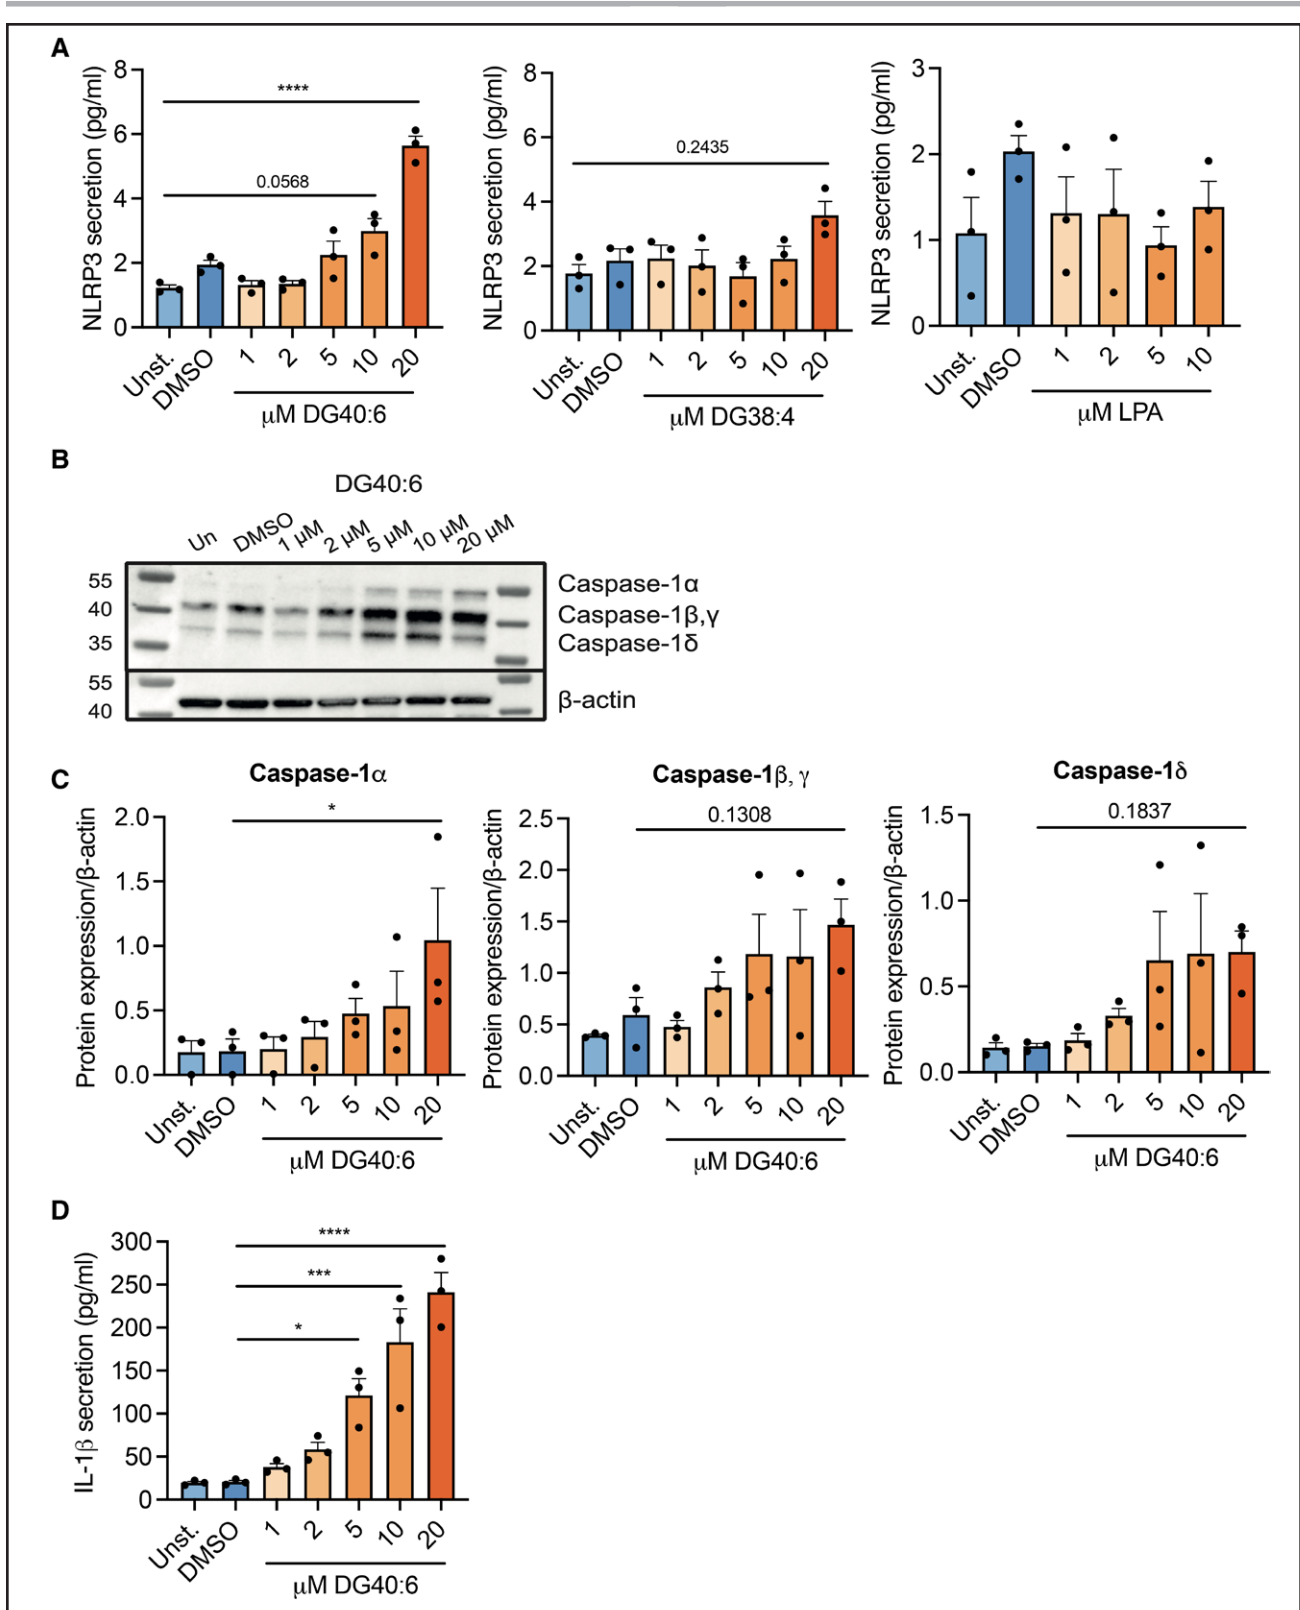 A
NLRP3 secretion (pg/ml)
8
6
4
2
0
****
0.0568
Unst.
DMSO
1
2
5
10
20
μM DG40:6
NLRP3 secretion (pg/ml)
8
6
4
2
0
0.2435
Unst.
DMSO
1
2
5
10
20
μM DG38:4
NLRP3 secretion (pg/ml)
3
2
1
0
Unst.
DMSO
1
2
5
10
μM LPA
B
DG40:6
Un
DMSO
1 μM
2 μM
5 μM
10 μM
20 μM
55
40
35
Caspase-1α
Caspase-1β,γ
Caspase-1δ
55
40
β-actin
C
Caspase-1α
Protein expression/β-actin
2.0
1.5
1.0
0.5
0.0
*
Unst.
DMSO
1
2
5
10
20
μM DG40:6
Caspase-1β, γ
Protein expression/β-actin
2.5
2.0
1.5
1.0
0.5
0.0
0.1308
Unst.
DMSO
1
2
5
10
20
μM DG40:6
Caspase-1δ
Protein expression/β-actin
1.5
1.0
0.5
0.0
0.1837
Unst.
DMSO
1
2
5
10
20
μM DG40:6
D
IL-1β secretion (pg/ml)
300
250
200
150
100
50
0
****
***
*
Unst.
DMSO
1
2
5
10
20
μM DG40:6